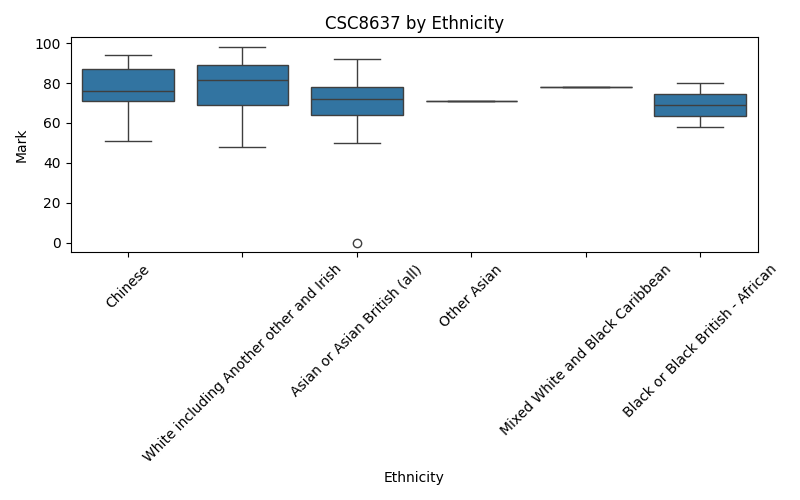 CSC8637 by Ethnicity
100
80
60
40
20
0
Mark
Chinese
White including Another other and Irish
Asian or Asian British (all)
Other Asian
Mixed White and Black Caribbean
Black or Black British - African
Ethnicity